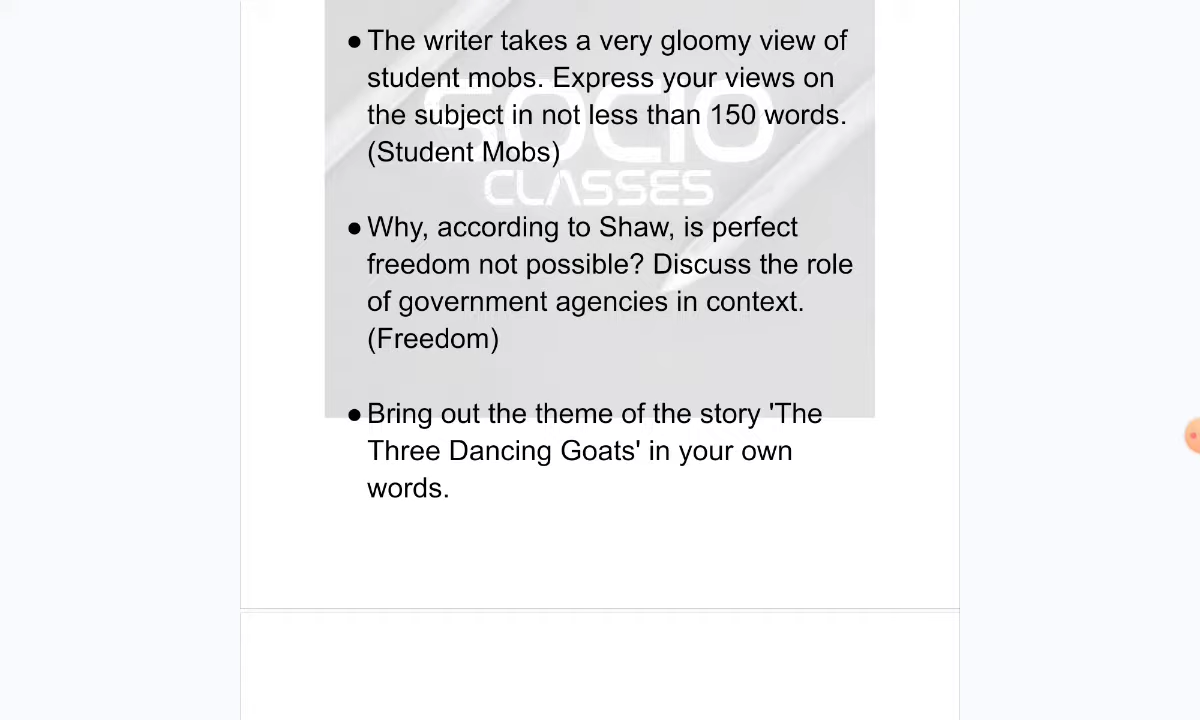 ● The writer takes a very gloomy view of
student mobs. Express your views on
the subject in not less than 150 words.
(Student Mobs)
SOCIO
CLASSES
● Why, according to Shaw, is perfect
freedom not possible? Discuss the role
of government agencies in context.
(Freedom)
● Bring out the theme of the story 'The
Three Dancing Goats' in your own
words.